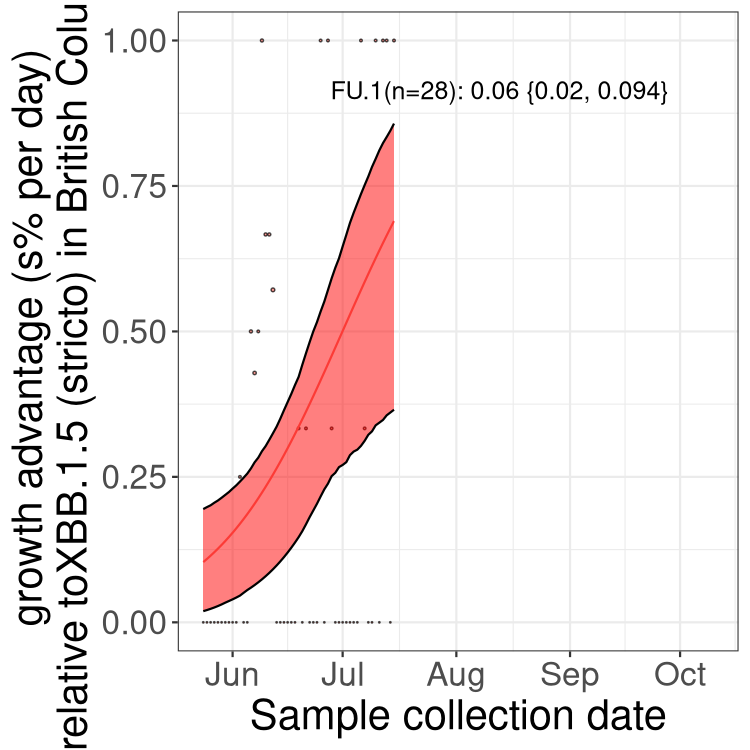 growth advantage (s% per day)
relative toXBB.1.5 (stricto) in British Colu
1.00
0.75
0.50
0.25
0.00
FU.1(n=28): 0.06 {0.02, 0.094}
Jun Jul Aug Sep Oct
Sample collection date